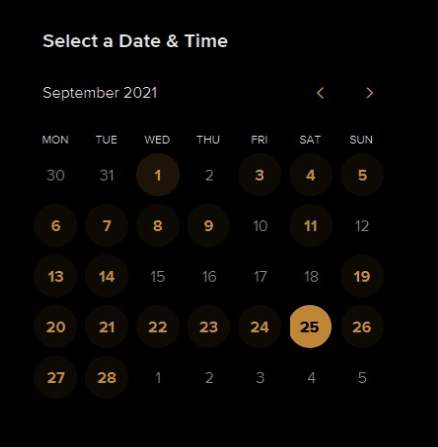 Select a Date & Time
September 2021
MON TUE WED THU FRI SAT SUN
30 31 1 2 3 4 5
6 7 8 9 10 11 12
13 14 15 16 17 18 19
20 21 22 23 24 25 26
27 28 1 2 3 4 5